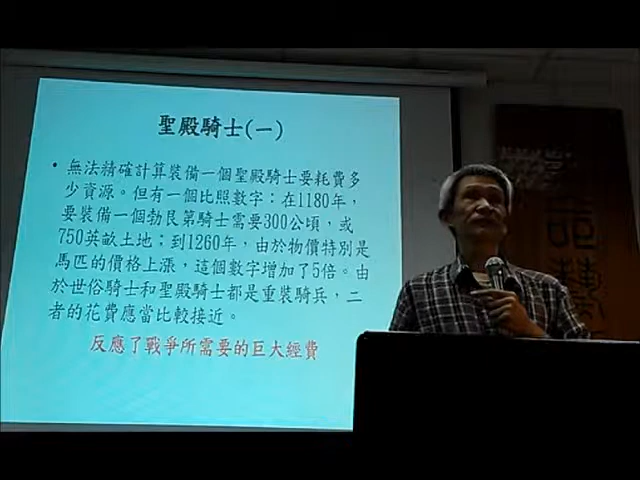 聖殿騎士(一)
• 無法精確計算裝備一個聖殿騎士要耗費多
少資源。但有一個比照數字：在1180年，
要裝備一個勃艮第騎士需要300公頃，或
750英畝土地；到1260年，由於物價特別是
馬匹的價格上漲，這個數字增加了5倍。由
於世俗騎士和聖殿騎士都是重裝騎兵，二
者的花費應當比較接近。
反應了戰爭所需要的巨大經費